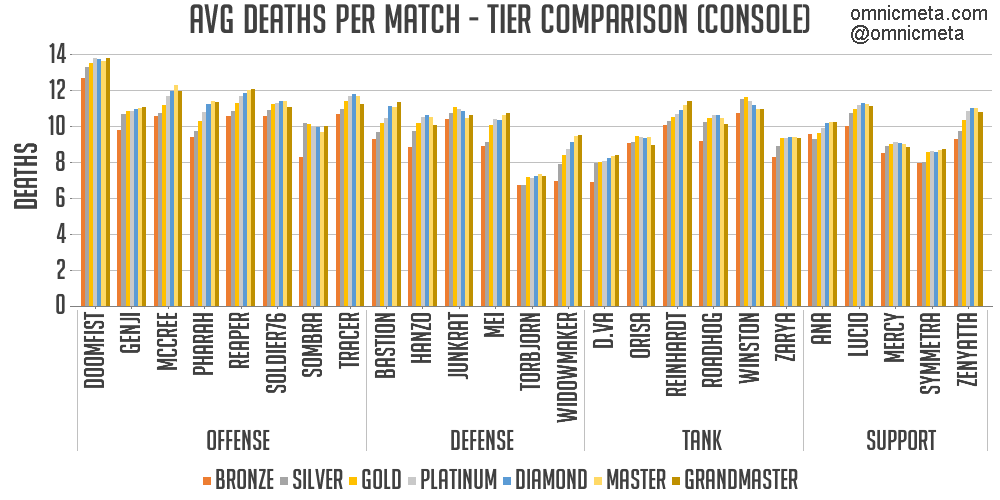 AVG DEATHS PER MATCH - TIER COMPARISON (CONSOLE)
omnicmeta.com
@omnicmeta
DEATHS
14
12
10
8
6
4
2
0
DOOMFIST
GENJI
MCCREE
PHARAH
REAPER
SOLDIER76
SOMBRA
TRACER
BASTION
HANZO
JUNKRAT
MEI
TORBJORN
WIDOWMAKER
D.VA
ORISA
REINHARDT
ROADHOG
WINSTON
ZARYA
ANA
LUCIO
MERCY
SYMMETRA
ZENYATTA
OFFENSE
DEFENSE
TANK
SUPPORT
BRONZE SILVER GOLD PLATINUM DIAMOND MASTER GRANDMASTER